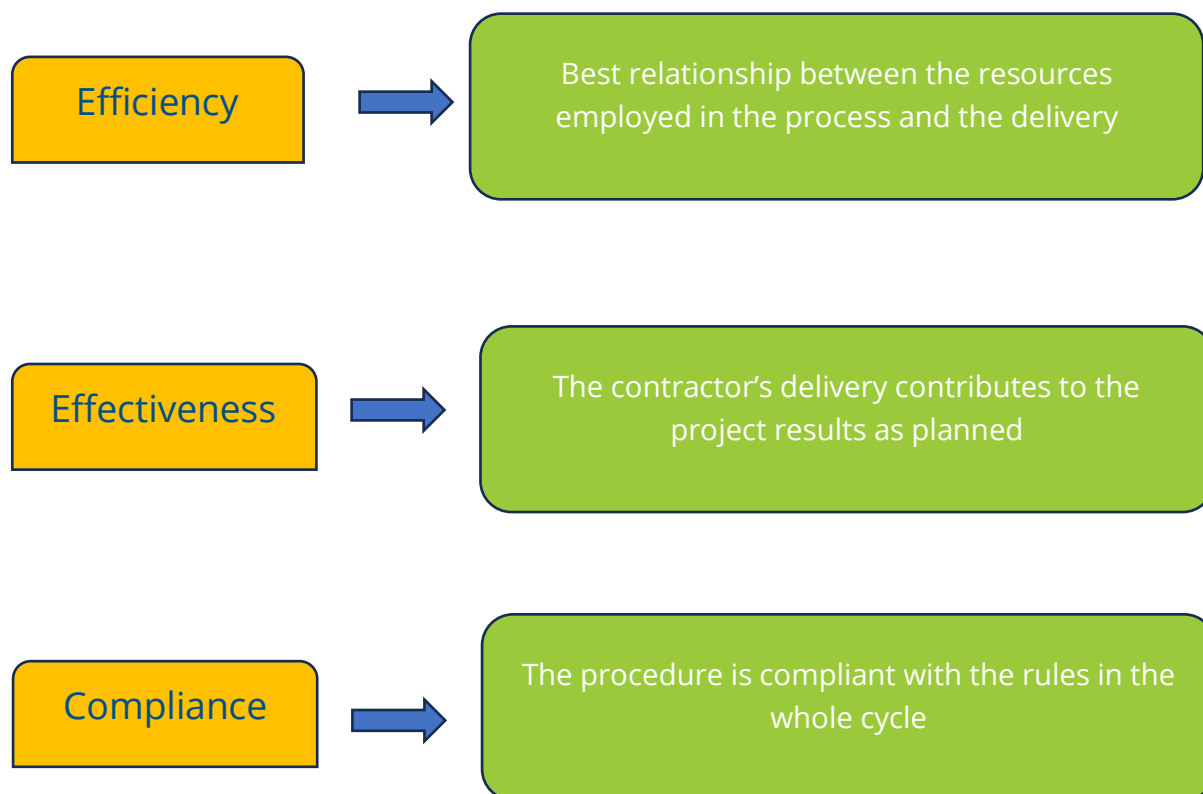 Efficiency
Best relationship between the resources
employed in the process and the delivery
Effectiveness
The contractor’s delivery contributes to the
project results as planned
Compliance
The procedure is compliant with the rules in the
whole cycle